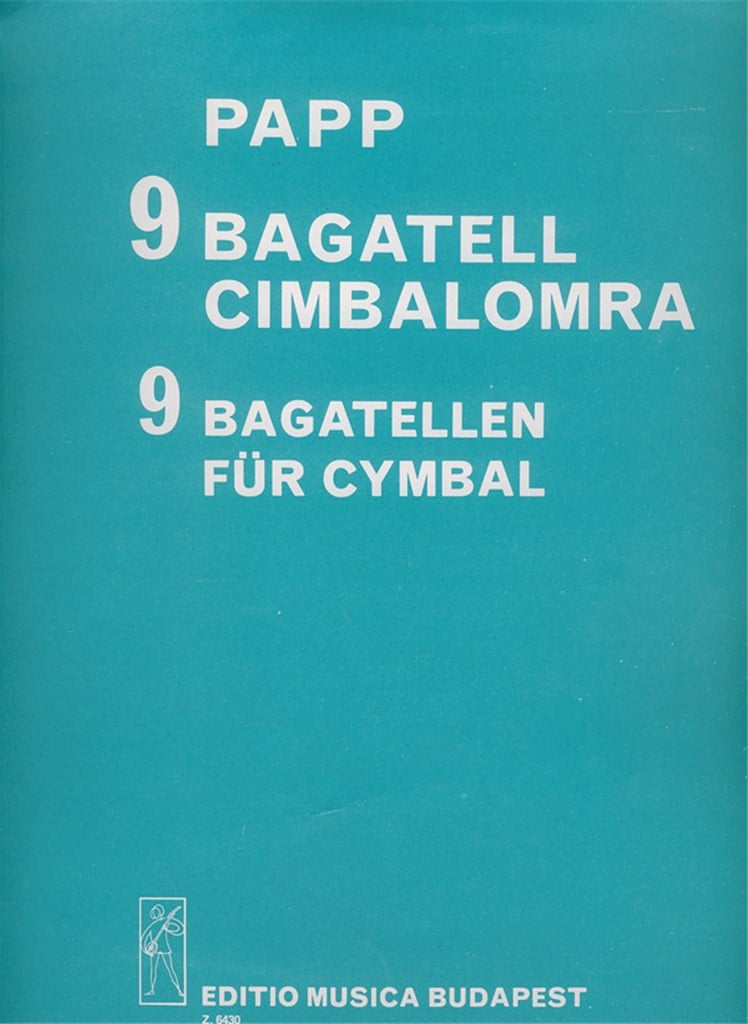 PAPP
9 BAGATELL
CIMBALOMRA
9 BAGATELLEN
FÜR CYMBAL
EDITIO MUSICA BUDAPEST
Z. 6430